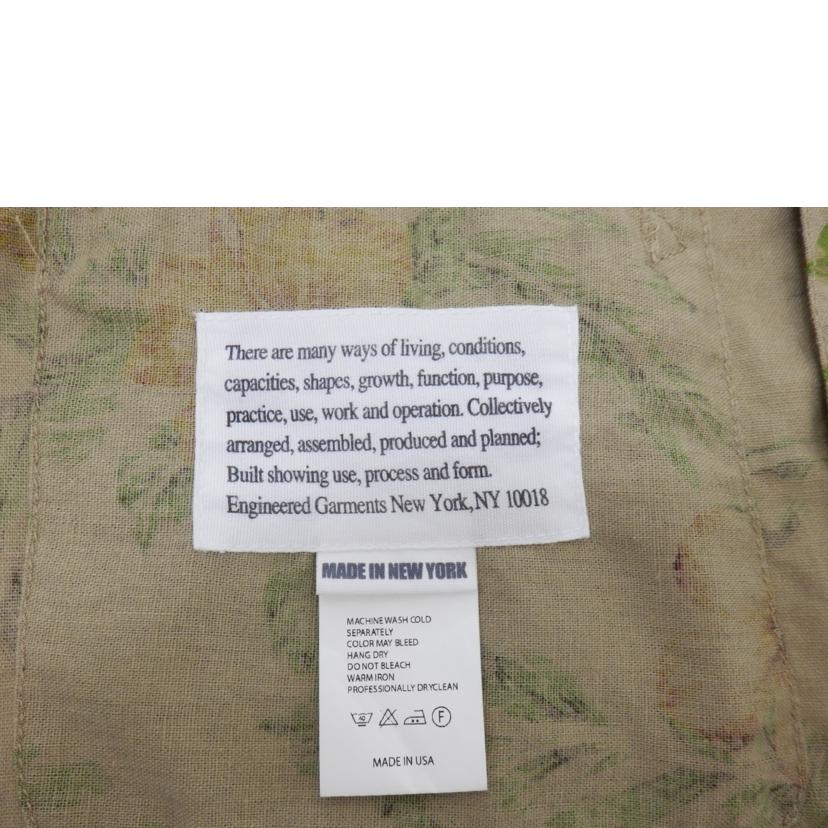 There are many ways of living, conditions,
capacities, shapes, growth, function, purpose,
practice, use, work and operation. Collectively
arranged, assembled, produced and planned;
Built showing use, process and form.
Engineered Garments New York, NY 10018
MADE IN NEW YORK
MACHINE WASH COLD
SEPARATELY
COLOR MAY BLEED
HANG DRY
DO NOT BLEACH
WARM IRON
PROFESSIONALLY DRYCLEAN
40 F
MADE IN USA